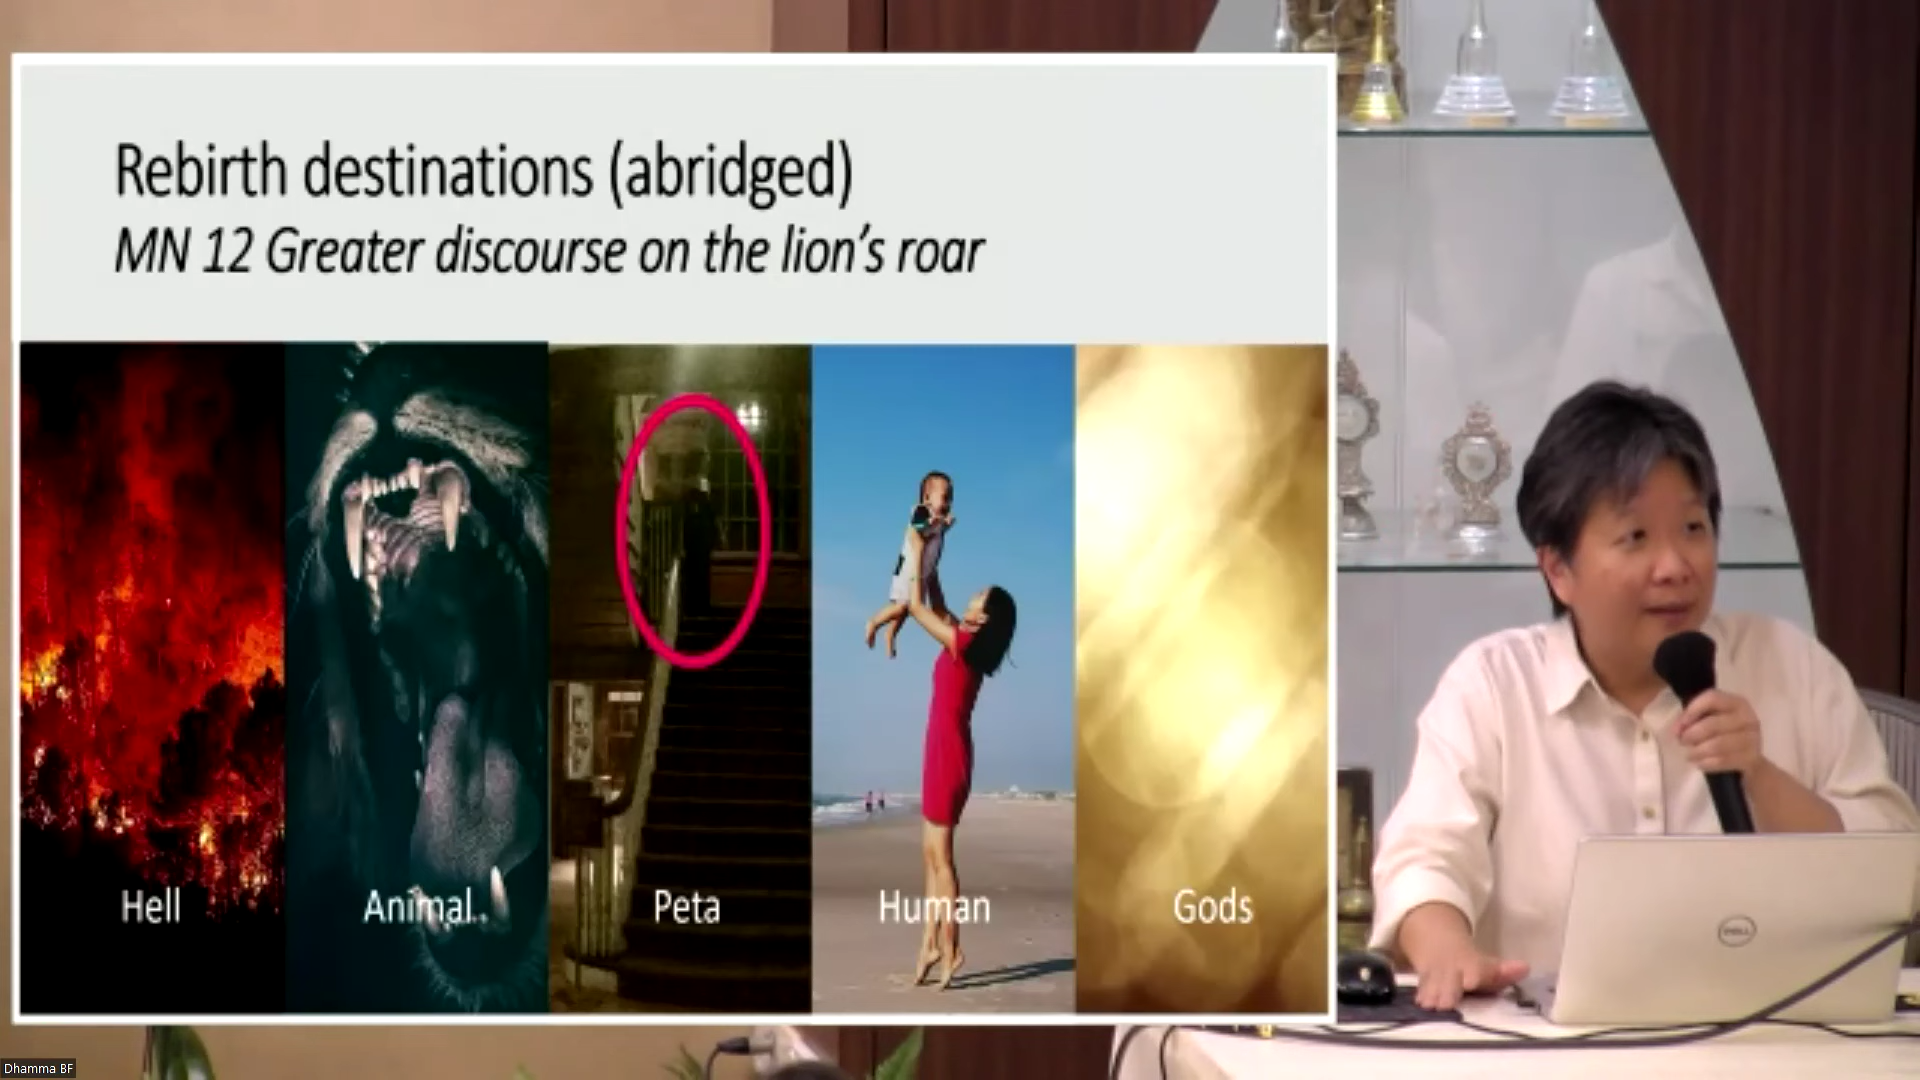 Rebirth destinations (abridged)
MN 12 Greater discourse on the lion's roar
Hell
Animal
Peta
Human
Gods
DELL
Dhamma BF